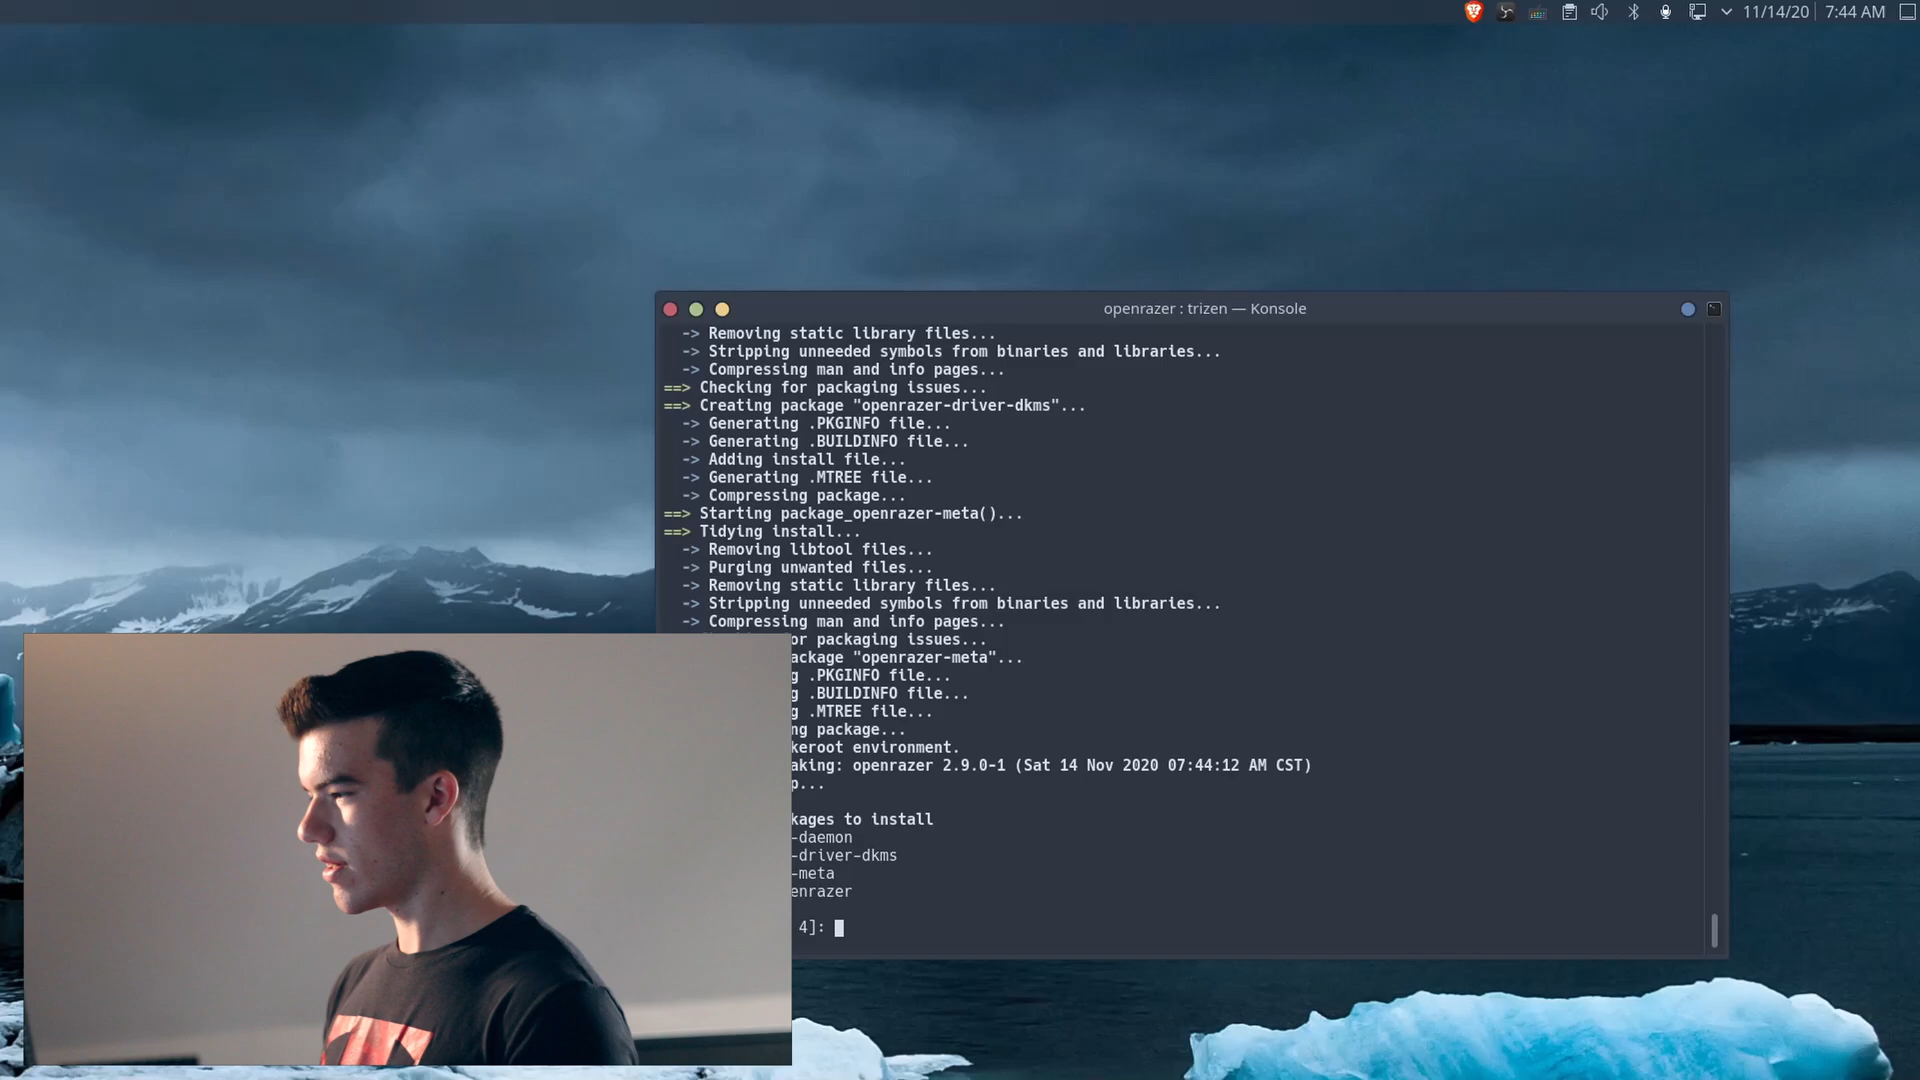 11/14/20 7:44 AM
openrazer : trizen — Konsole
-> Removing static library files...
-> Stripping unneeded symbols from binaries and libraries...
-> Compressing man and info pages...
==> Checking for packaging issues...
==> Creating package "openrazer-driver-dkms"...
-> Generating .PKGINFO file...
-> Generating .BUILDINFO file...
-> Adding install file...
-> Generating .MTREE file...
-> Compressing package...
==> Starting package_openrazer-meta()...
==> Tidying install...
-> Removing libtool files...
-> Purging unwanted files...
-> Removing static library files...
-> Stripping unneeded symbols from binaries and libraries...
-> Compressing man and info pages...
or packaging issues...
ackage "openrazer-meta"...
g .PKGINFO file...
g .BUILDINFO file...
g .MTREE file...
ng package...
keroot environment.
aking: openrazer 2.9.0-1 (Sat 14 Nov 2020 07:44:12 AM CST)
p...
kages to install
-daemon
-driver-dkms
-meta
enrazer
4]: